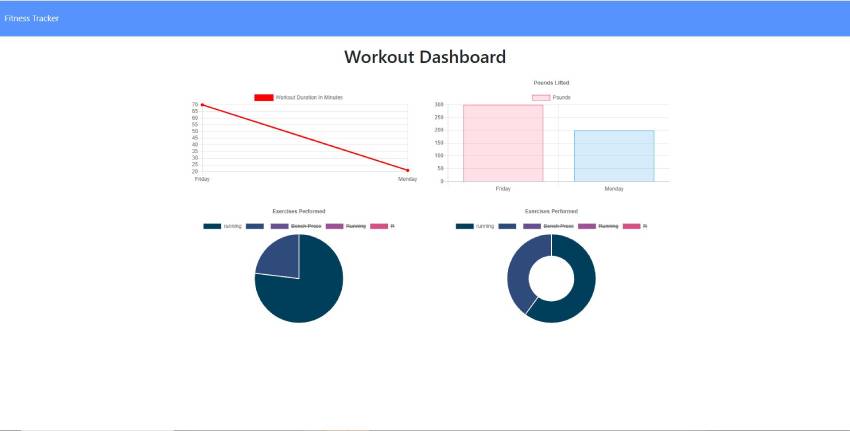 Fitness Tracker
Workout Dashboard
Workout Duration In Minutes
70
65
60
55
50
45
40
35
30
25
20
Friday Monday
Pounds Lifted
Pounds
300
250
200
150
100
50
0
Friday Monday
Exercises Performed
running Bench Press Running R
Exercises Performed
running Bench Press Running R